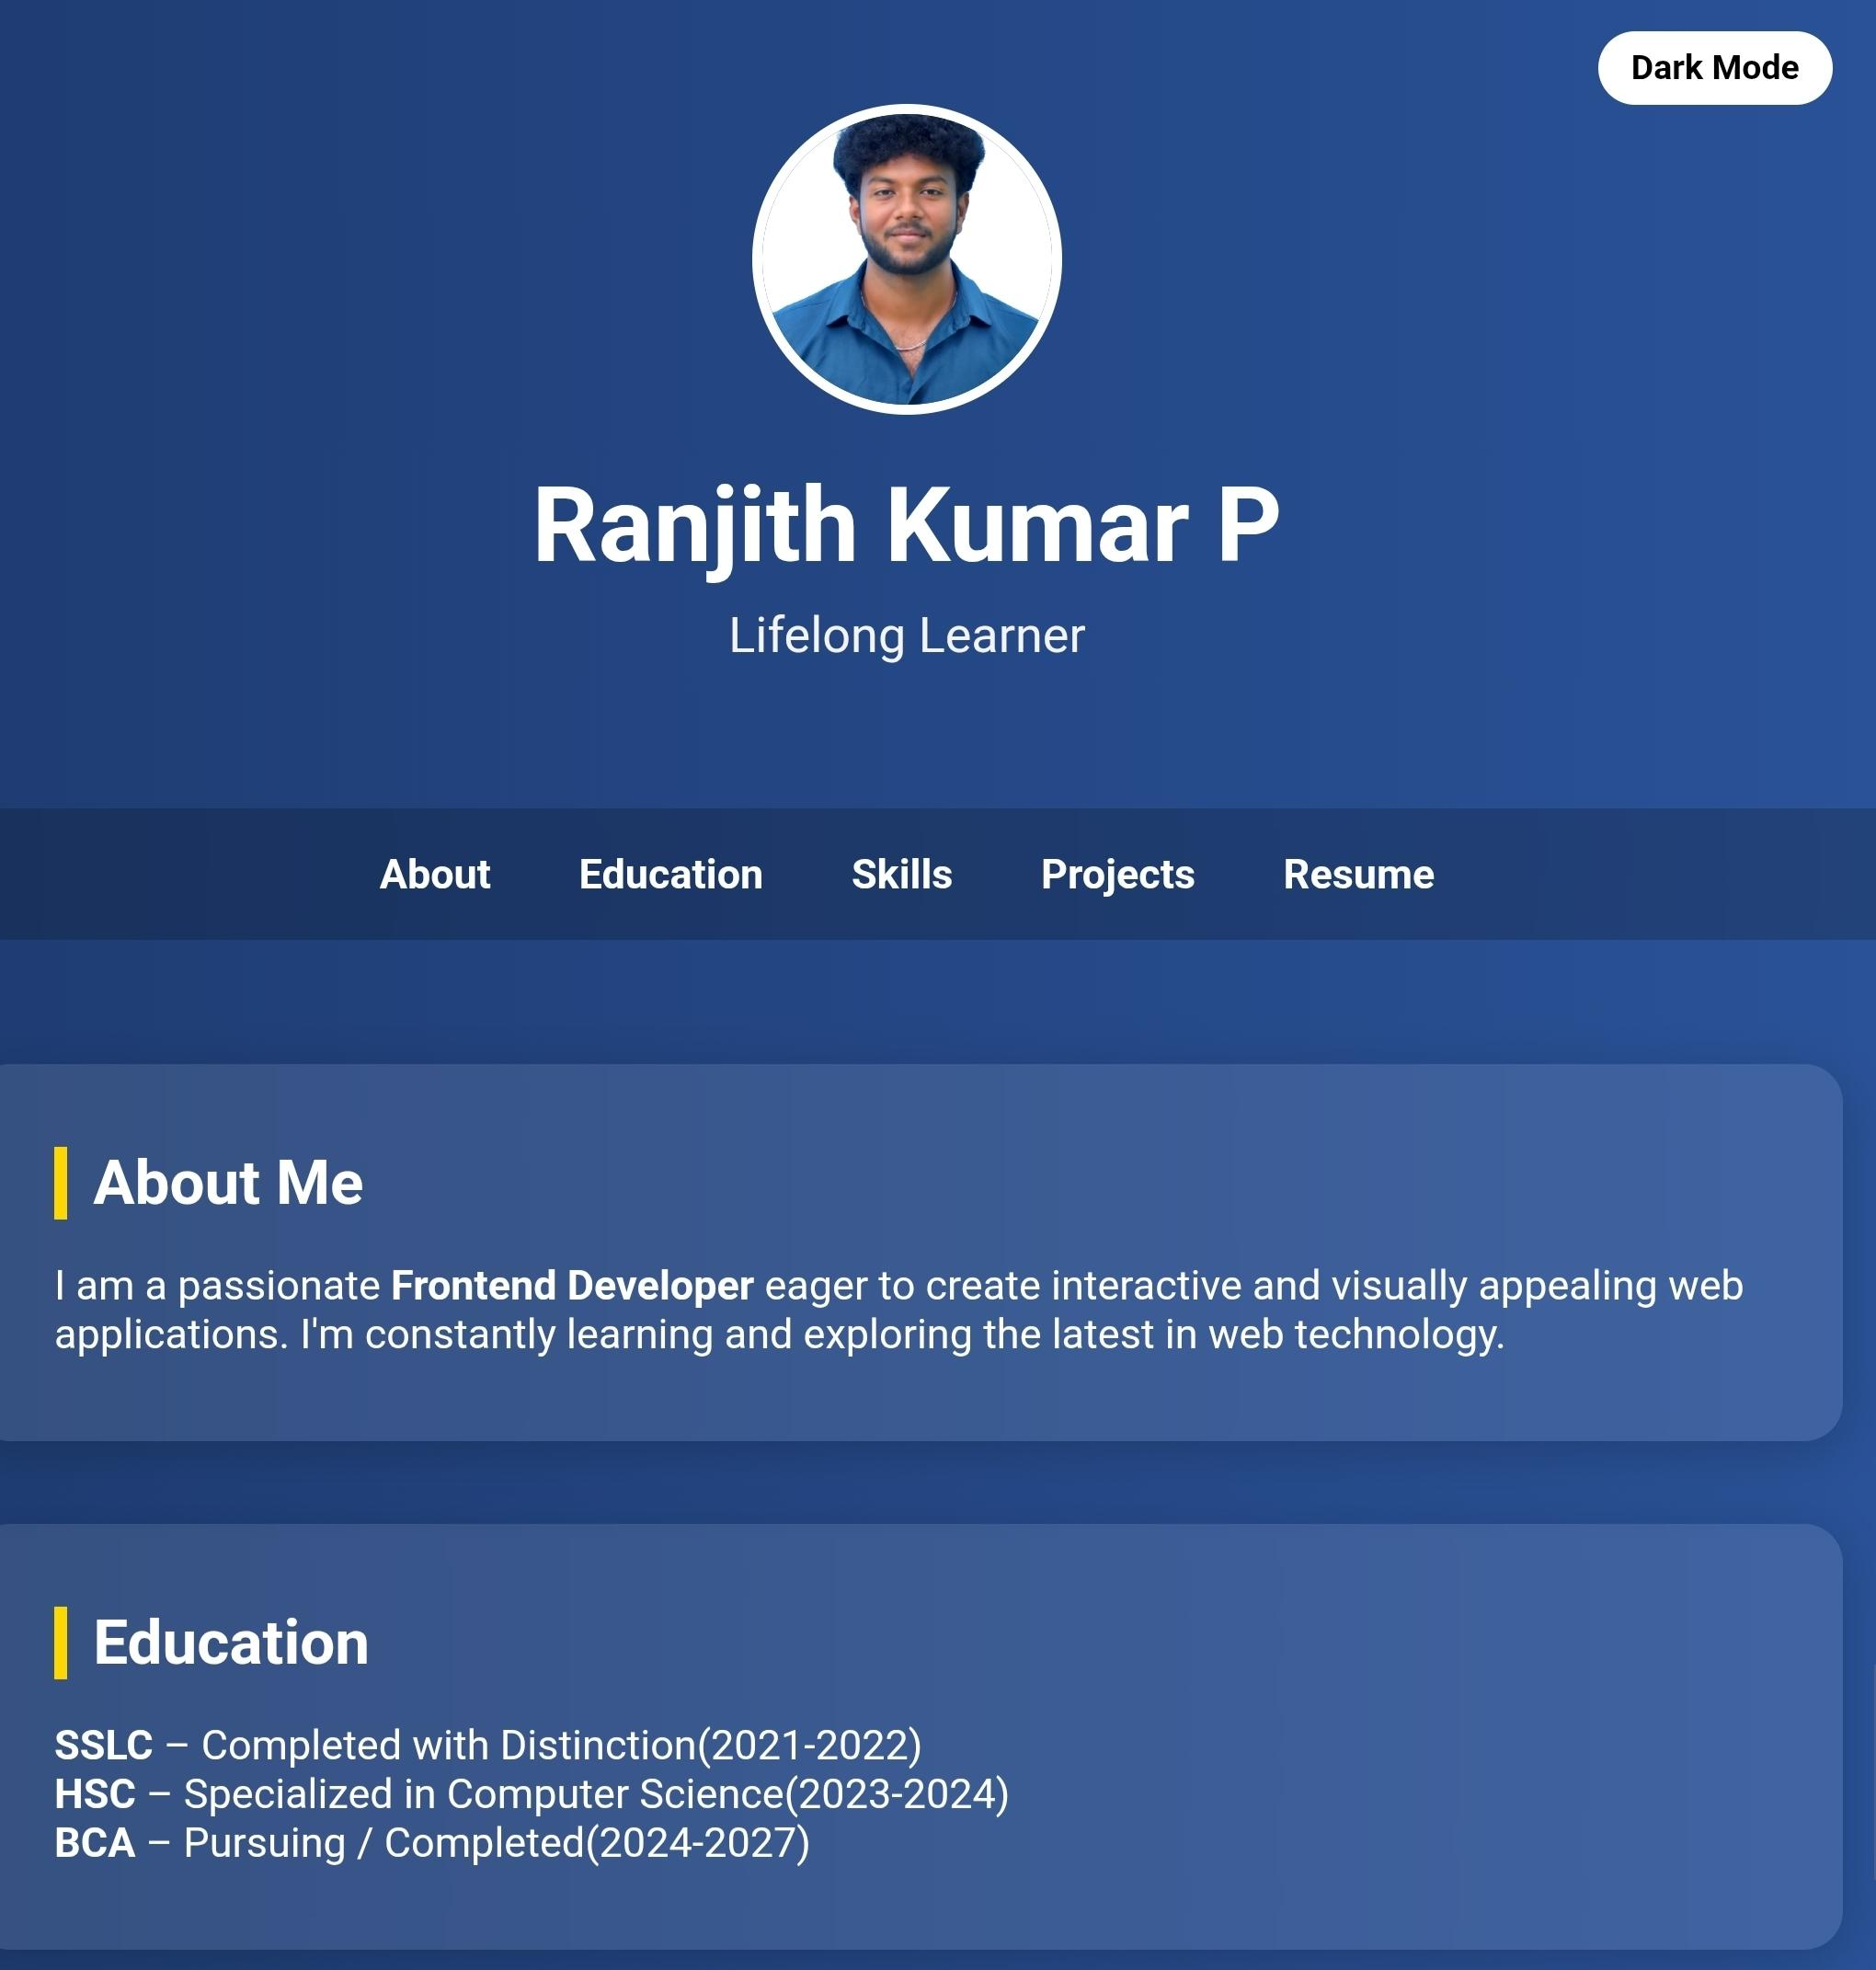 Dark Mode
Ranjith Kumar P
Lifelong Learner
About Education Skills Projects Resume
About Me
I am a passionate Frontend Developer eager to create interactive and visually appealing web
applications. I'm constantly learning and exploring the latest in web technology.
Education
SSLC – Completed with Distinction(2021-2022)
HSC – Specialized in Computer Science(2023-2024)
BCA – Pursuing / Completed(2024-2027)